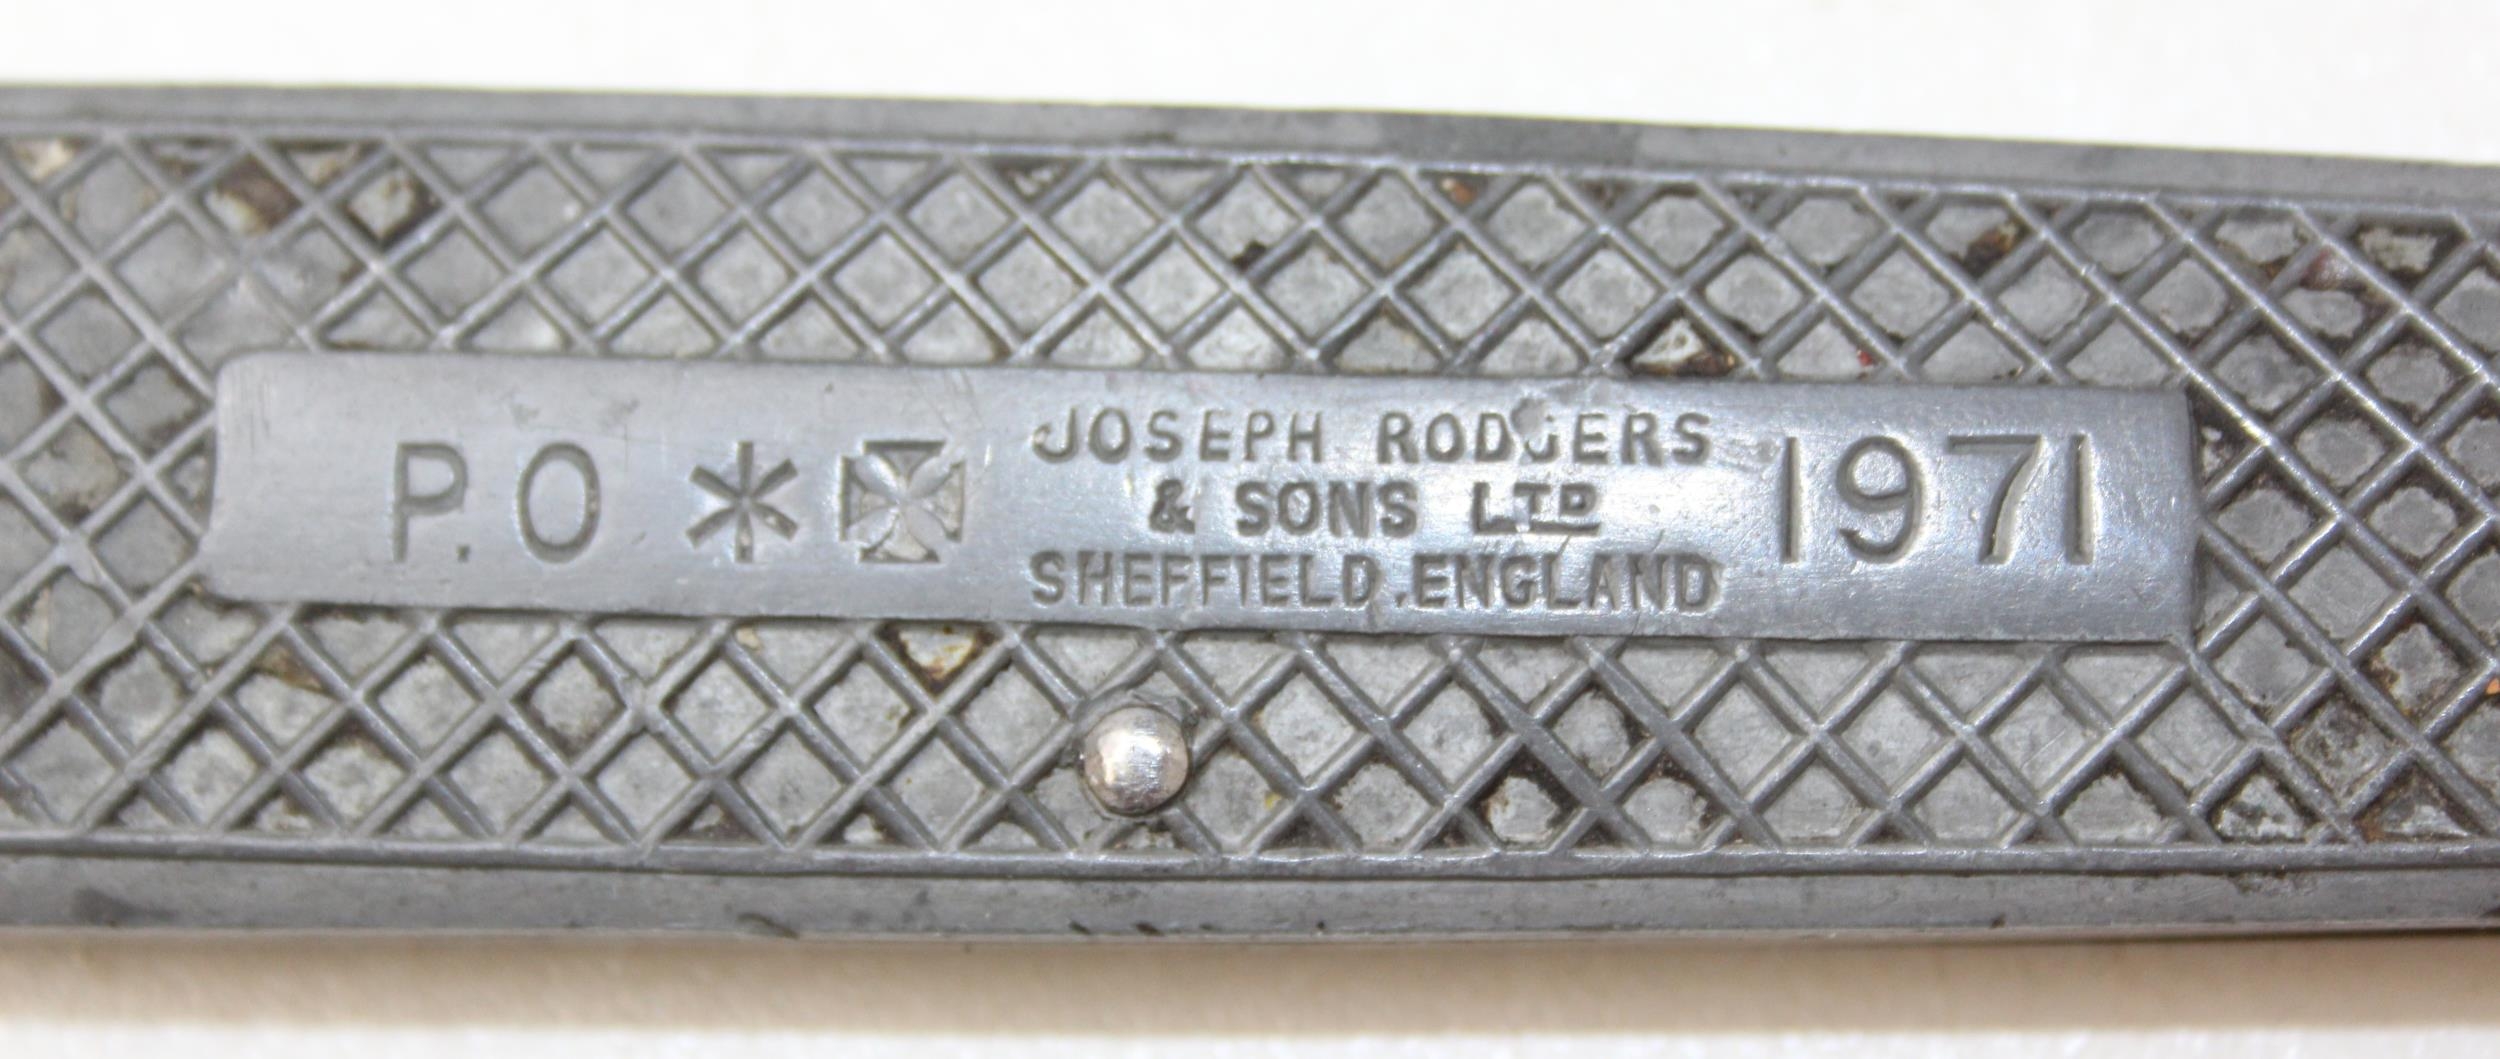 P.O
JOSEPH RODGERS
& SONS LTD
SHEFFIELD.ENGLAND
1971